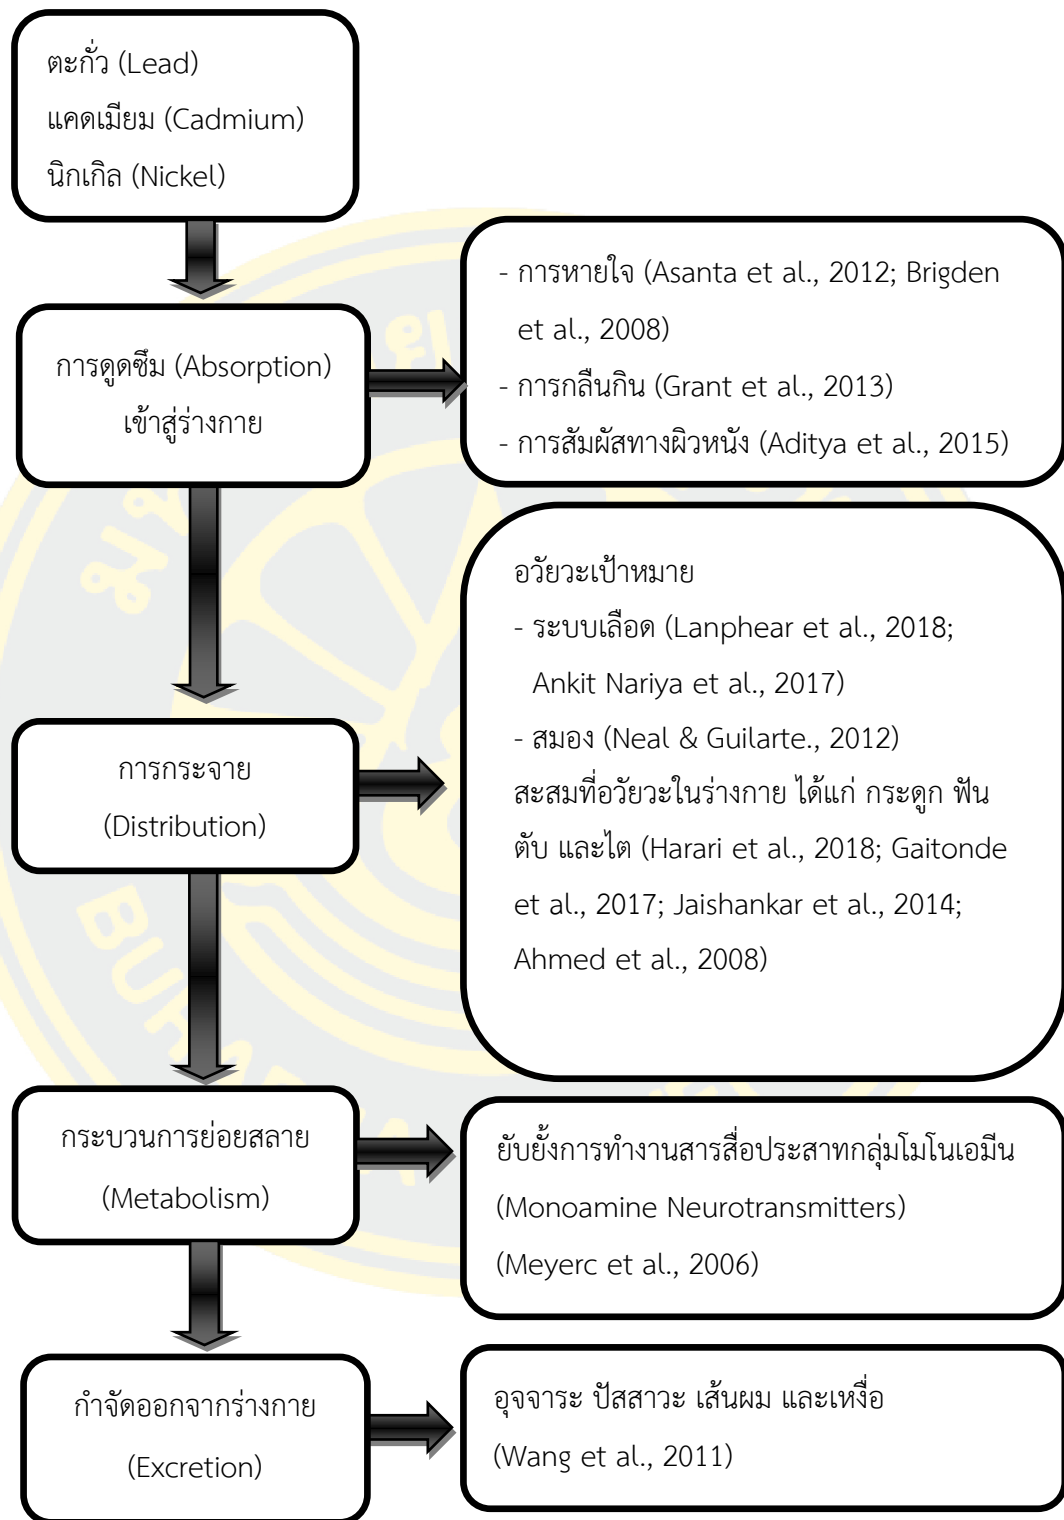 ตะกั่ว (Lead)
แคดเมียม (Cadmium)
นิกเกิล (Nickel)
การดูดซึม (Absorption)
เข้าสู่ร่างกาย
- การหายใจ (Asanta et al., 2012; Brigden
et al., 2008)
- การกลืนกิน (Grant et al., 2013)
- การสัมผัสทางผิวหนัง (Aditya et al., 2015)
การกระจาย
(Distribution)
อวัยวะเป้าหมาย
- ระบบเลือด (Lanphear et al., 2018;
Ankit Nariya et al., 2017)
- สมอง (Neal & Guilarte., 2012)
สะสมที่อวัยวะในร่างกาย ได้แก่ กระดูก ฟัน
ตับ และไต (Harari et al., 2018; Gaitonde
et al., 2017; Jaishankar et al., 2014;
Ahmed et al., 2008)
กระบวนการย่อยสลาย
(Metabolism)
ยับยั้งการทำงานสารสื่อประสาทกลุ่มโมโนเอมีน
(Monoamine Neurotransmitters)
(Meyerc et al., 2006)
กำจัดออกจากร่างกาย
(Excretion)
อุจจาระ ปัสสาวะ เส้นผม และเหงื่อ
(Wang et al., 2011)